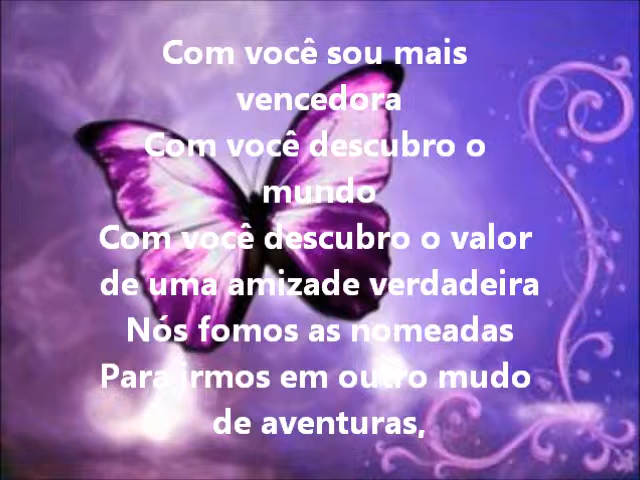 Com você sou mais
vencedora
Com você descubro o
mundo
Com você descubro o valor
de uma amizade verdadeira
Nós fomos as nomeadas
Para irmos em outro mudo
de aventuras,